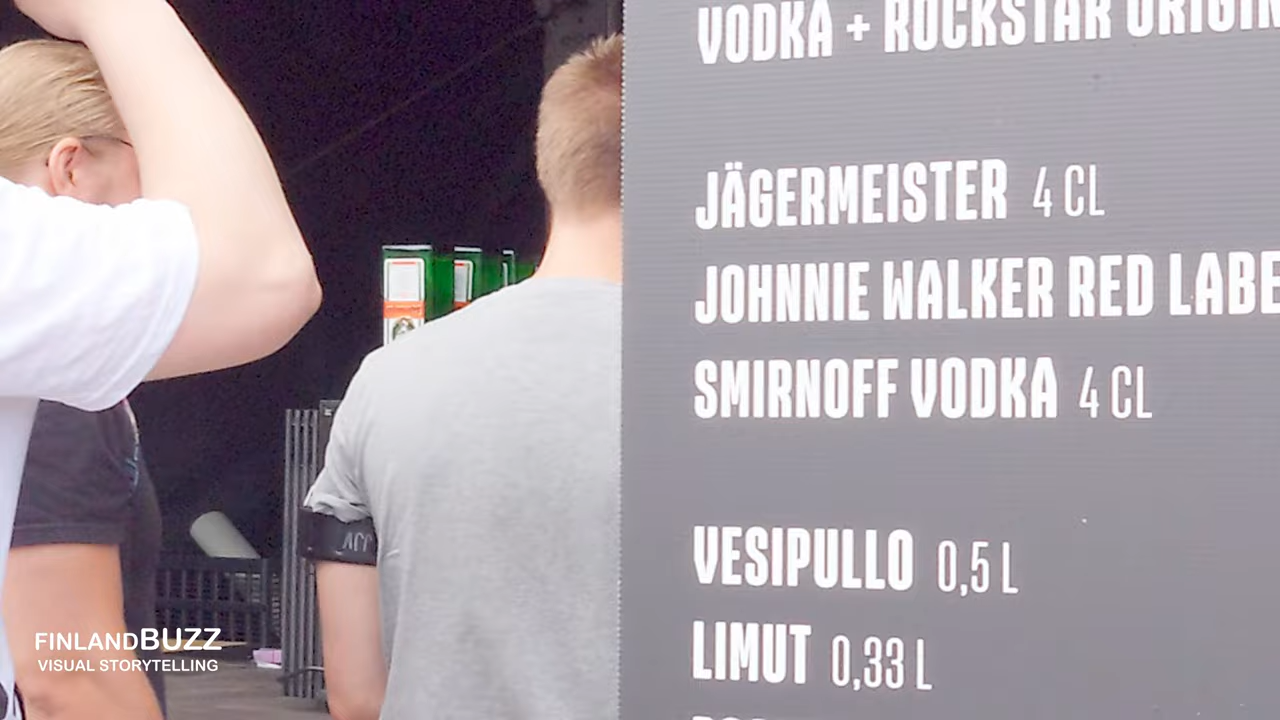 VODKA + ROCKSTAR ORIGIN
JÄGERMEISTER 4 CL
JOHNNIE WALKER RED LABE
SMIRNOFF VODKA 4 CL
VESIPULLO 0,5 L
LIMUT 0,33 L
FINLANDBUZZ
VISUAL STORYTELLING